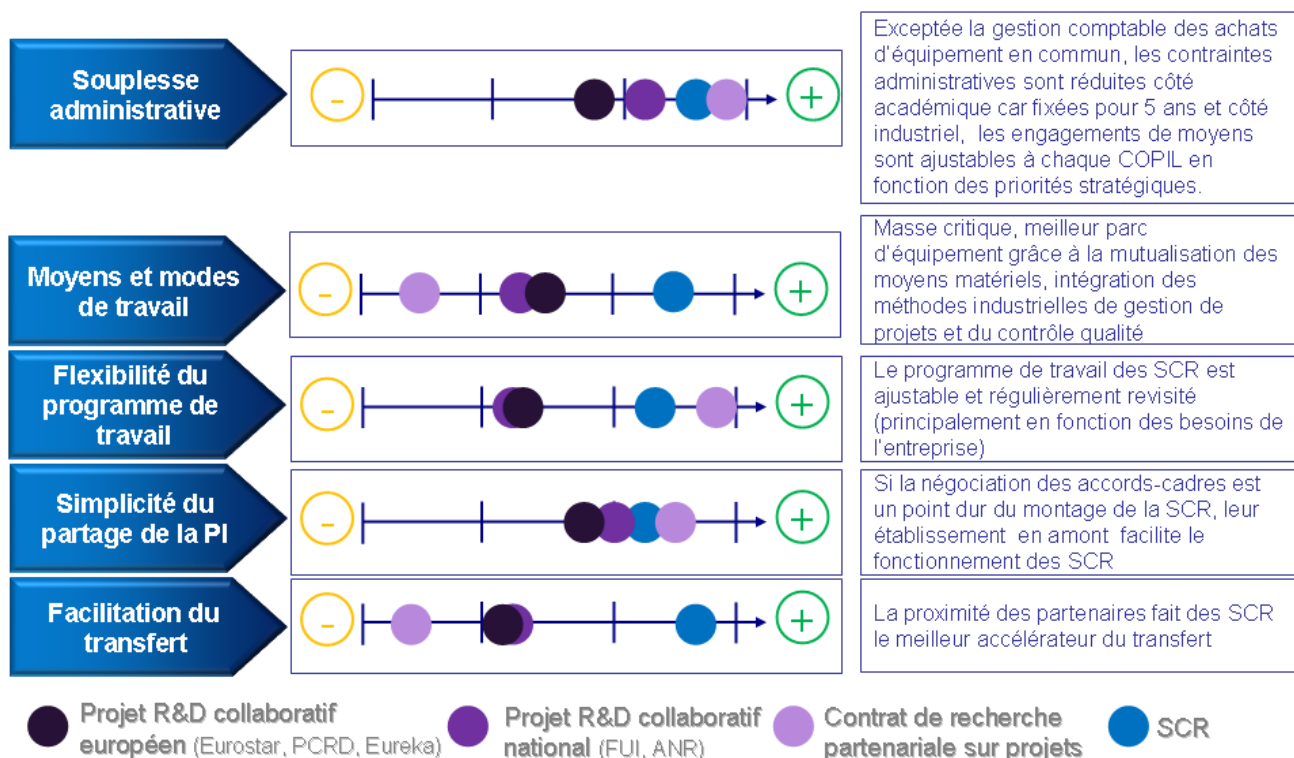 Souplesse
administrative
-
+
Exceptée la gestion comptable des achats
d'équipement en commun, les contraintes
administratives sont réduites côté
académique car fixées pour 5 ans et côté
industriel, les engagements de moyens
sont ajustables à chaque COPIL en
fonction des priorités stratégiques.
Moyens et modes
de travail
-
+
Masse critique, meilleur parc
d'équipement grâce à la mutualisation des
moyens matériels, intégration des
méthodes industrielles de gestion de
projets et du contrôle qualité
Flexibilité du
programme de
travail
-
+
Le programme de travail des SCR est
ajustable et régulièrement revisité
(principalement en fonction des besoins de
l'entreprise)
Simplicité du
partage de la PI
-
+
Si la négociation des accords-cadres est
un point dur du montage de la SCR, leur
établissement en amont facilite le
fonctionnement des SCR
Facilitation du
transfert
-
+
La proximité des partenaires fait des SCR
le meilleur accélérateur du transfert
Projet R&D collaboratif
européen (Eurostar, PCRD, Eureka)
Projet R&D collaboratif
national (FUI, ANR)
Contrat de recherche
partenariale sur projets
SCR